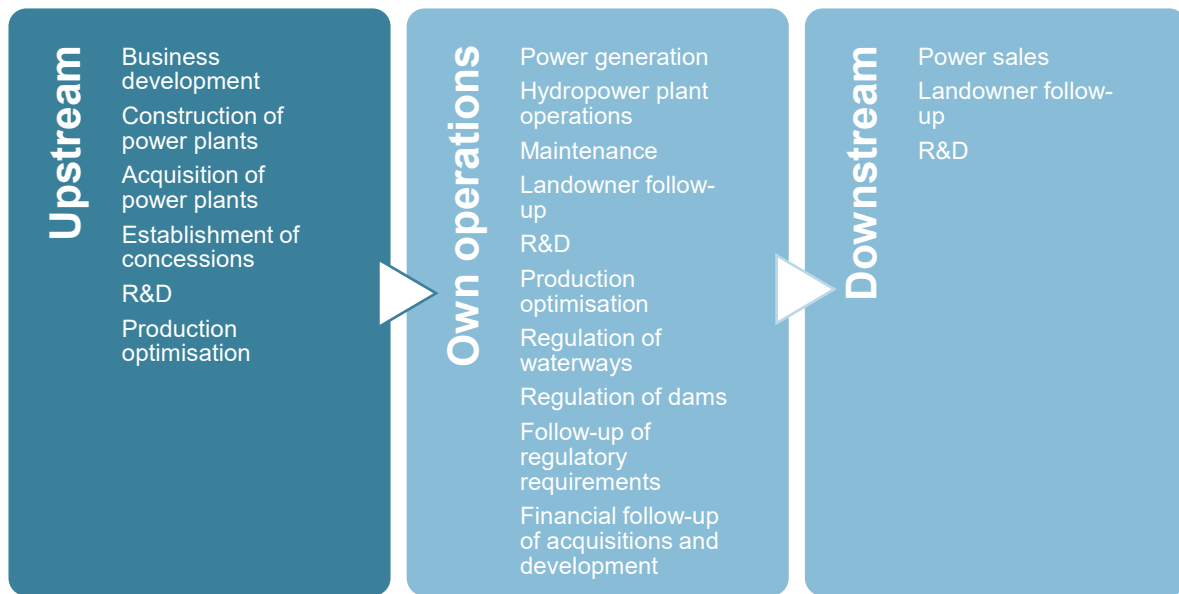 Upstream
Business
development
Construction of
power plants
Acquisition of
power plants
Establishment of
concessions
R&D
Production
optimisation
Own operations
Power generation
Hydropower plant
operations
Maintenance
Landowner follow-
up
R&D
Production
optimisation
Regulation of
waterways
Regulation of dams
Follow-up of
regulatory
requirements
Financial follow-up
of acquisitions and
development
Downstream
Power sales
Landowner follow-
up
R&D